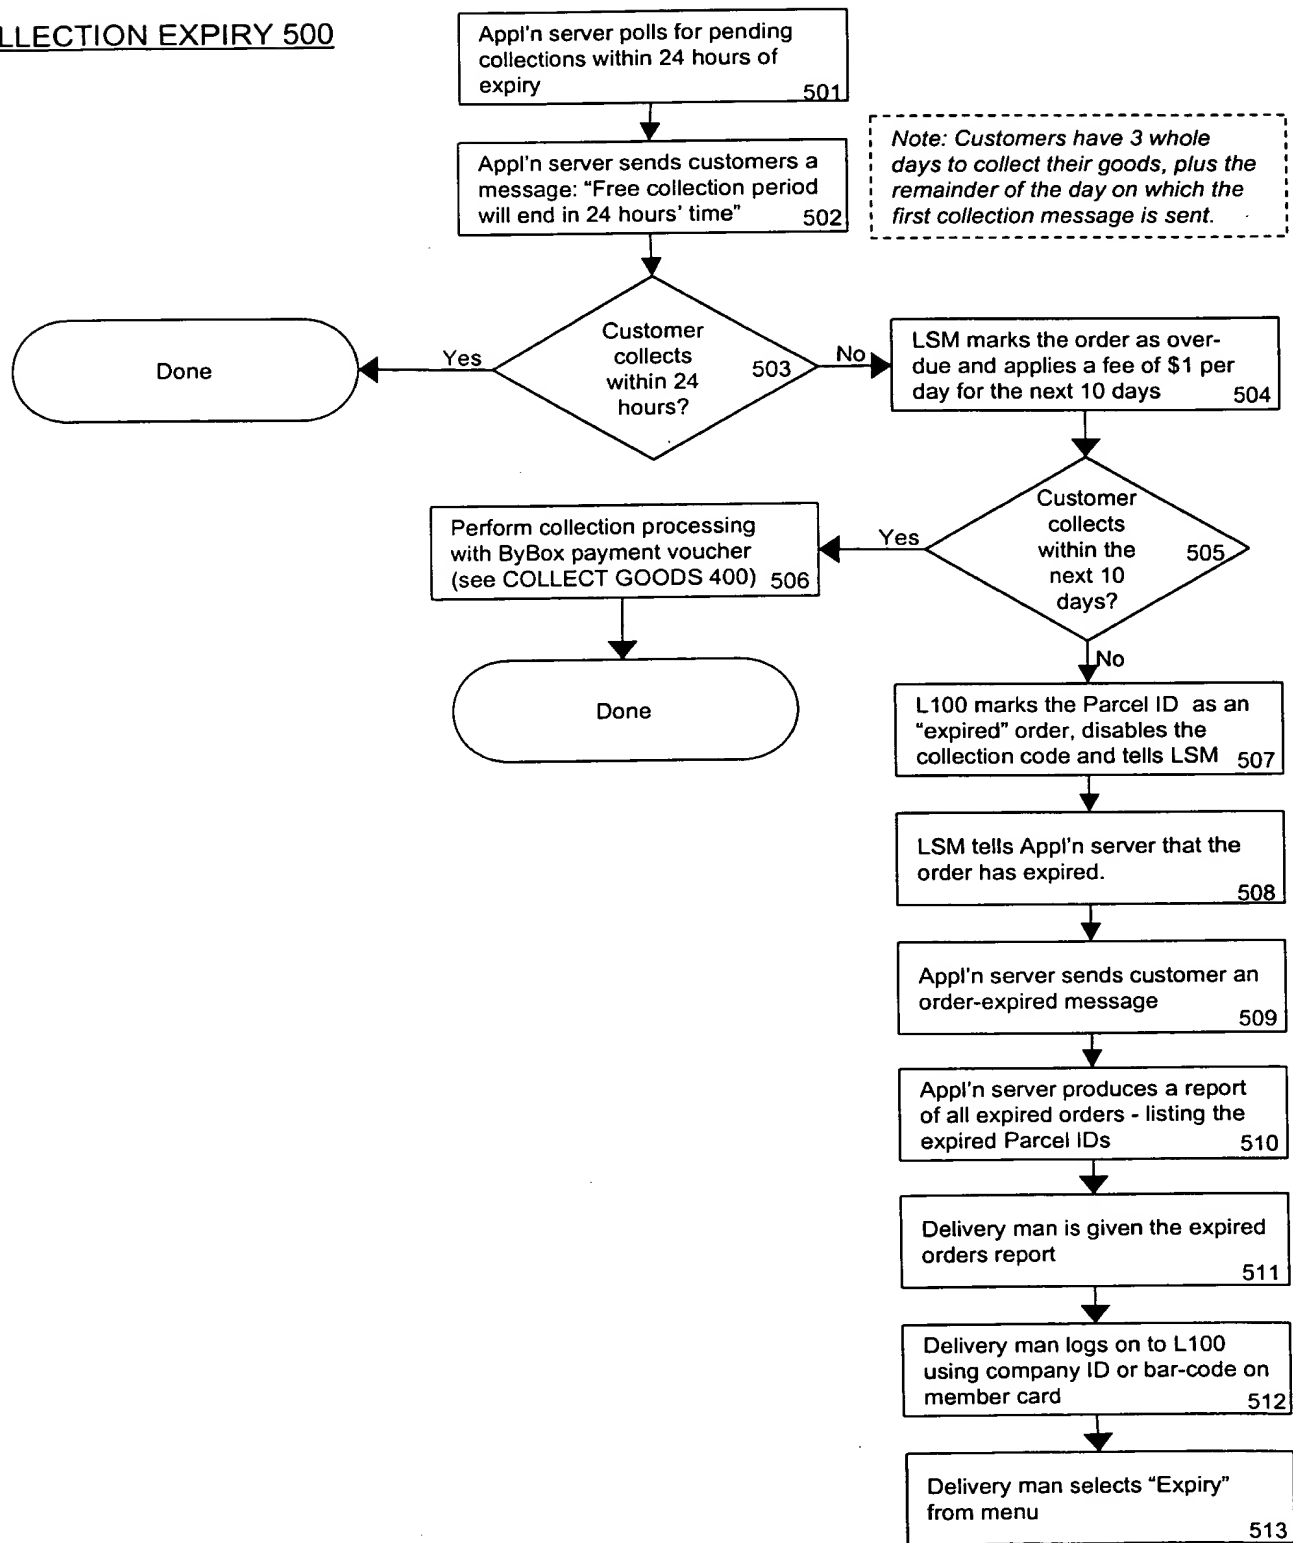 LLECTION EXPIRY 500
Appl'n server polls for pending
collections within 24 hours of
expiry
501
Appl'n server sends customers a
message: “Free collection period
will end in 24 hours’ time”
502
Note: Customers have 3 whole
days to collect their goods, plus the
remainder of the day on which the
first collection message is sent.
Customer
collects
within 24
hours?
503
Yes
Done
No
LSM marks the order as over-
due and applies a fee of $1 per
day for the next 10 days
504
Customer
collects
within the
next 10
days?
505
Yes
Perform collection processing
with ByBox payment voucher
(see COLLECT GOODS 400)
506
Done
No
L100 marks the Parcel ID as an
“expired” order, disables the
collection code and tells LSM
507
LSM tells Appl'n server that the
order has expired.
508
Appl'n server sends customer an
order-expired message
509
Appl'n server produces a report
of all expired orders - listing the
expired Parcel IDs
510
Delivery man is given the expired
orders report
511
Delivery man logs on to L100
using company ID or bar-code on
member card
512
Delivery man selects “Expiry”
from menu
513